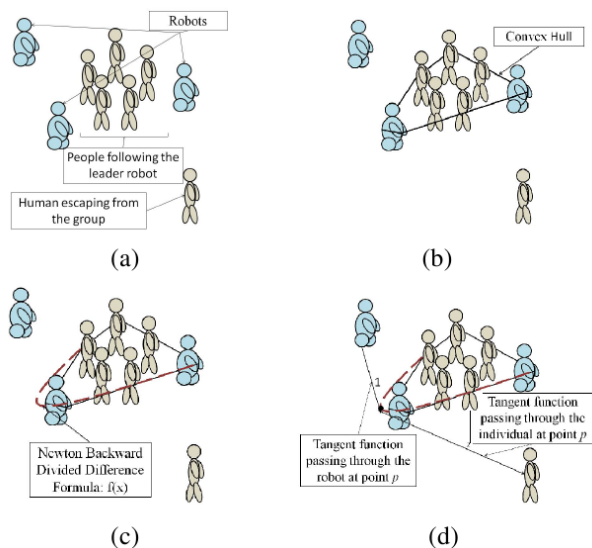 Robots
People following the
leader robot
Human escaping from
the group
(a)
Convex Hull
(b)
Newton Backward
Divided Difference
Formula: f(x)
(c)
1
Tangent function
passing through the
robot at point p
Tangent function
passing through the
individual at point p
(d)